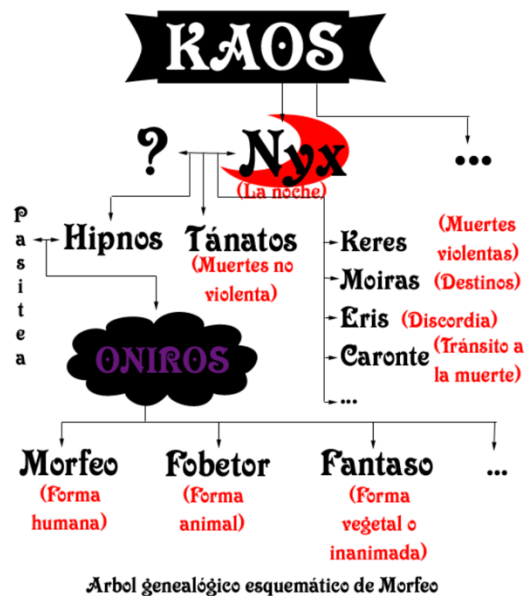 KAOS
? Nyx ...
(La noche)
Pasitea
Hipnos
Tánatos
(Muertes no
violenta)
Keres
(Muertes
violentas)
Moiras (Destinos)
Eris (Discordia)
Caronte
(Tránsito a
la muerte)
...
ONIROS
Morfeo
(Forma
humana)
Fobetor
(Forma
animal)
Fantaso
(Forma
vegetal o
inanimada)
...
Arbol genealógico esquemático de Morfeo